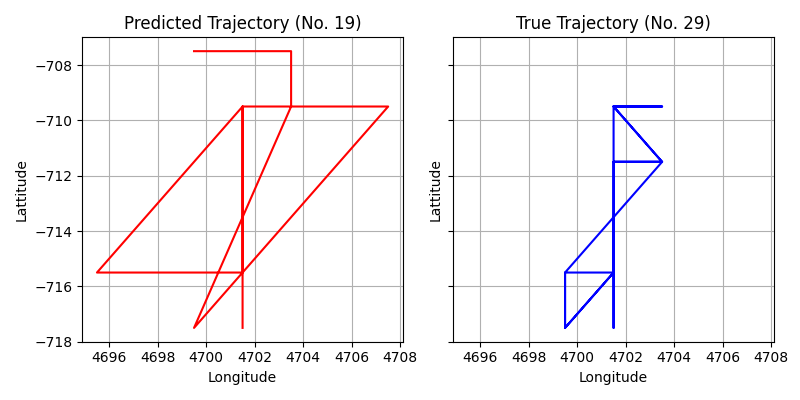 Predicted Trajectory (No. 19)
True Trajectory (No. 29)
Lattitude
−708
−710
−712
−714
−716
−718
4696 4698 4700 4702 4704 4706 4708
Longitude
Lattitude
4696 4698 4700 4702 4704 4706 4708
Longitude